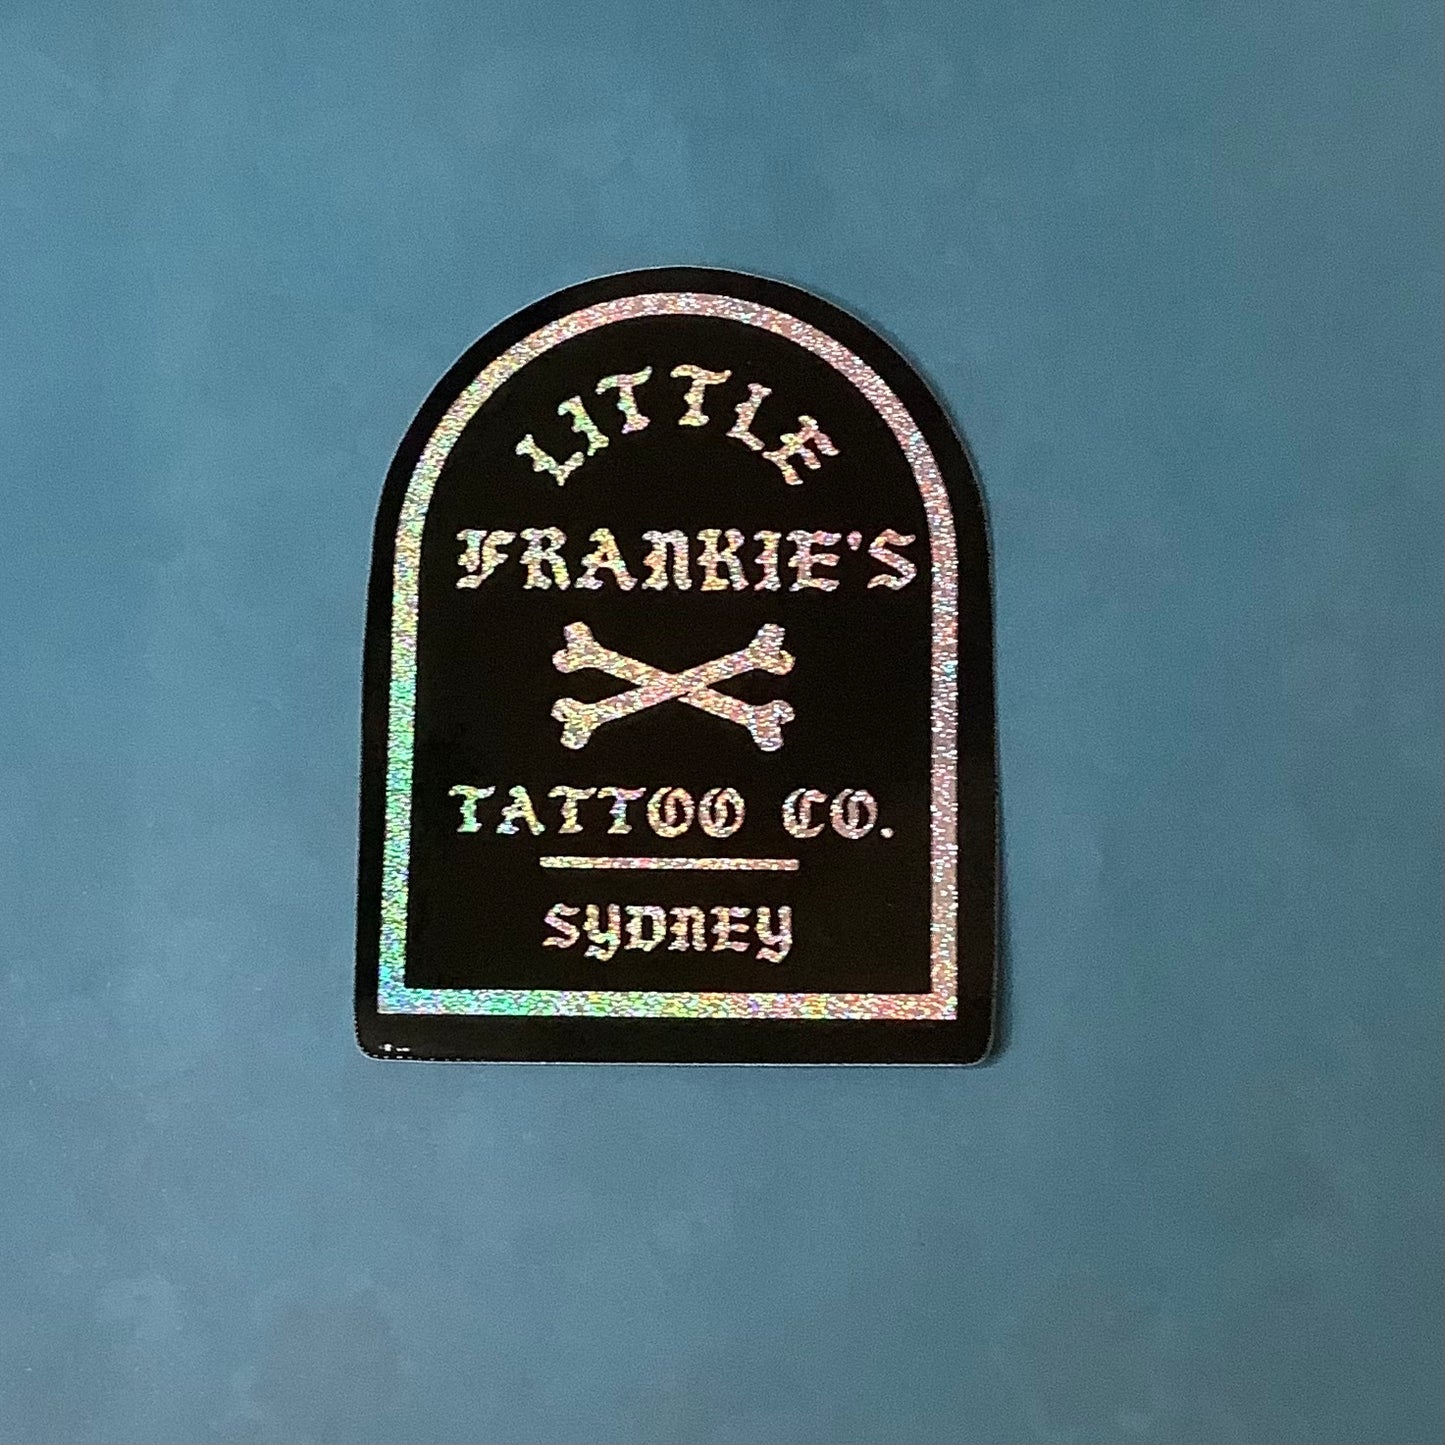 LITTLE
FRANKIE'S
TATTOO CO.
SYDNEY